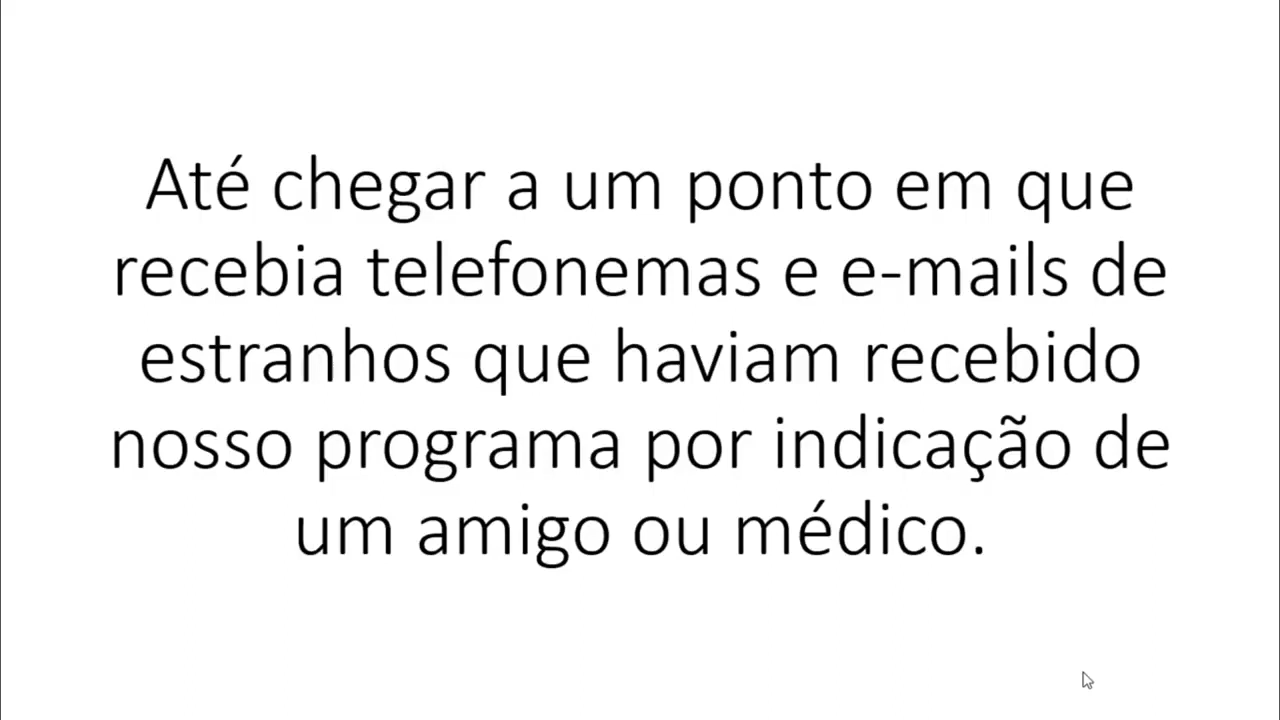 Até chegar a um ponto em que
recebia telefonemas e e-mails de
estranhos que haviam recebido
nosso programa por indicação de
um amigo ou médico.